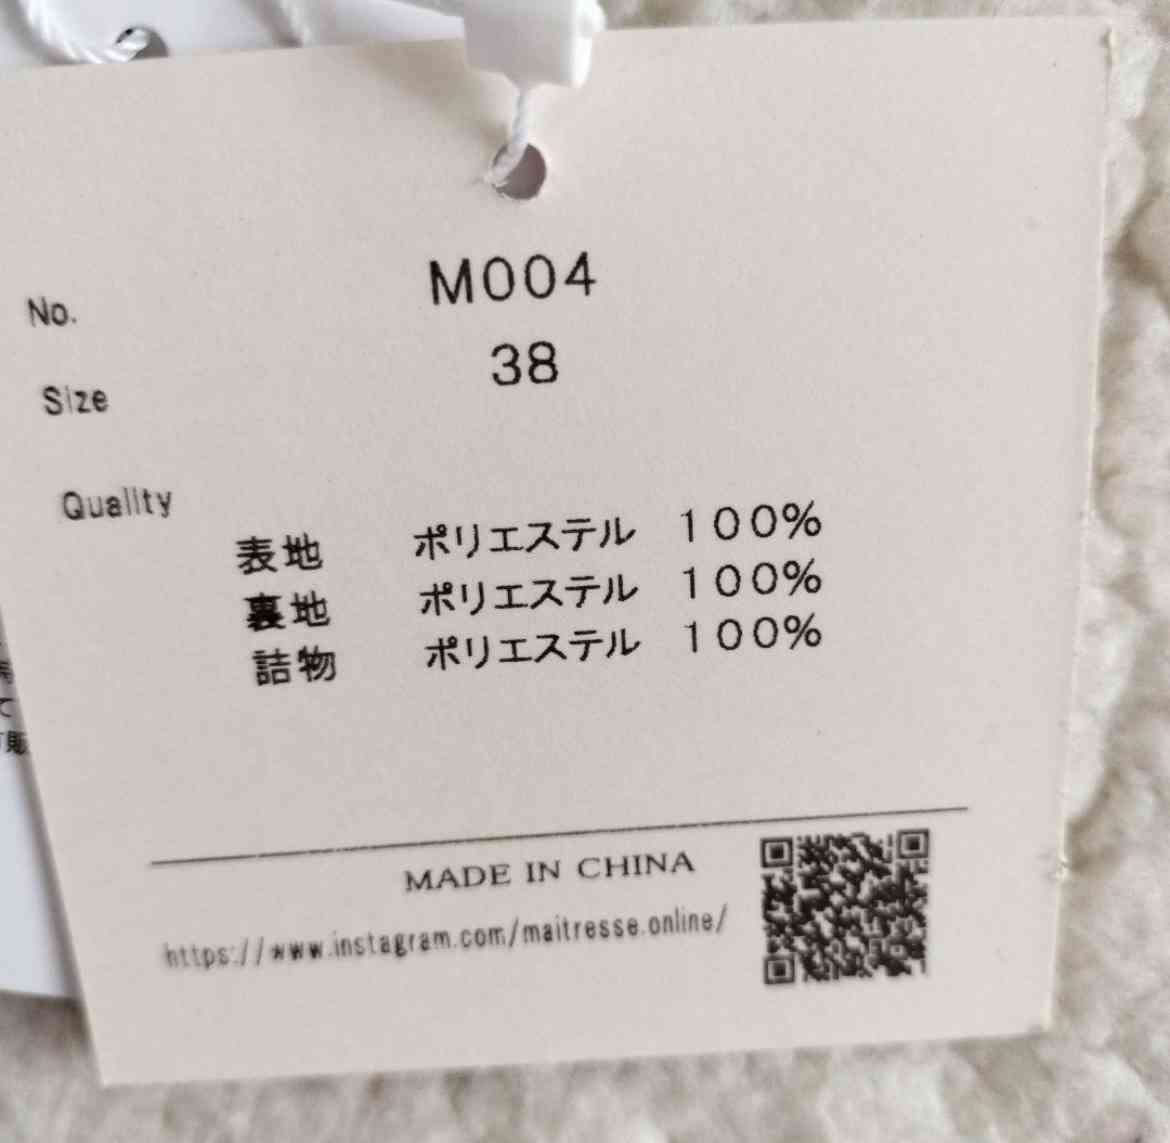 No. M004
Size 38
Quality
表地 ポリエステル 100%
裏地 ポリエステル 100%
詰物 ポリエステル 100%
MADE IN CHINA
https://www.instagram.com/maitresse.online/
て
販